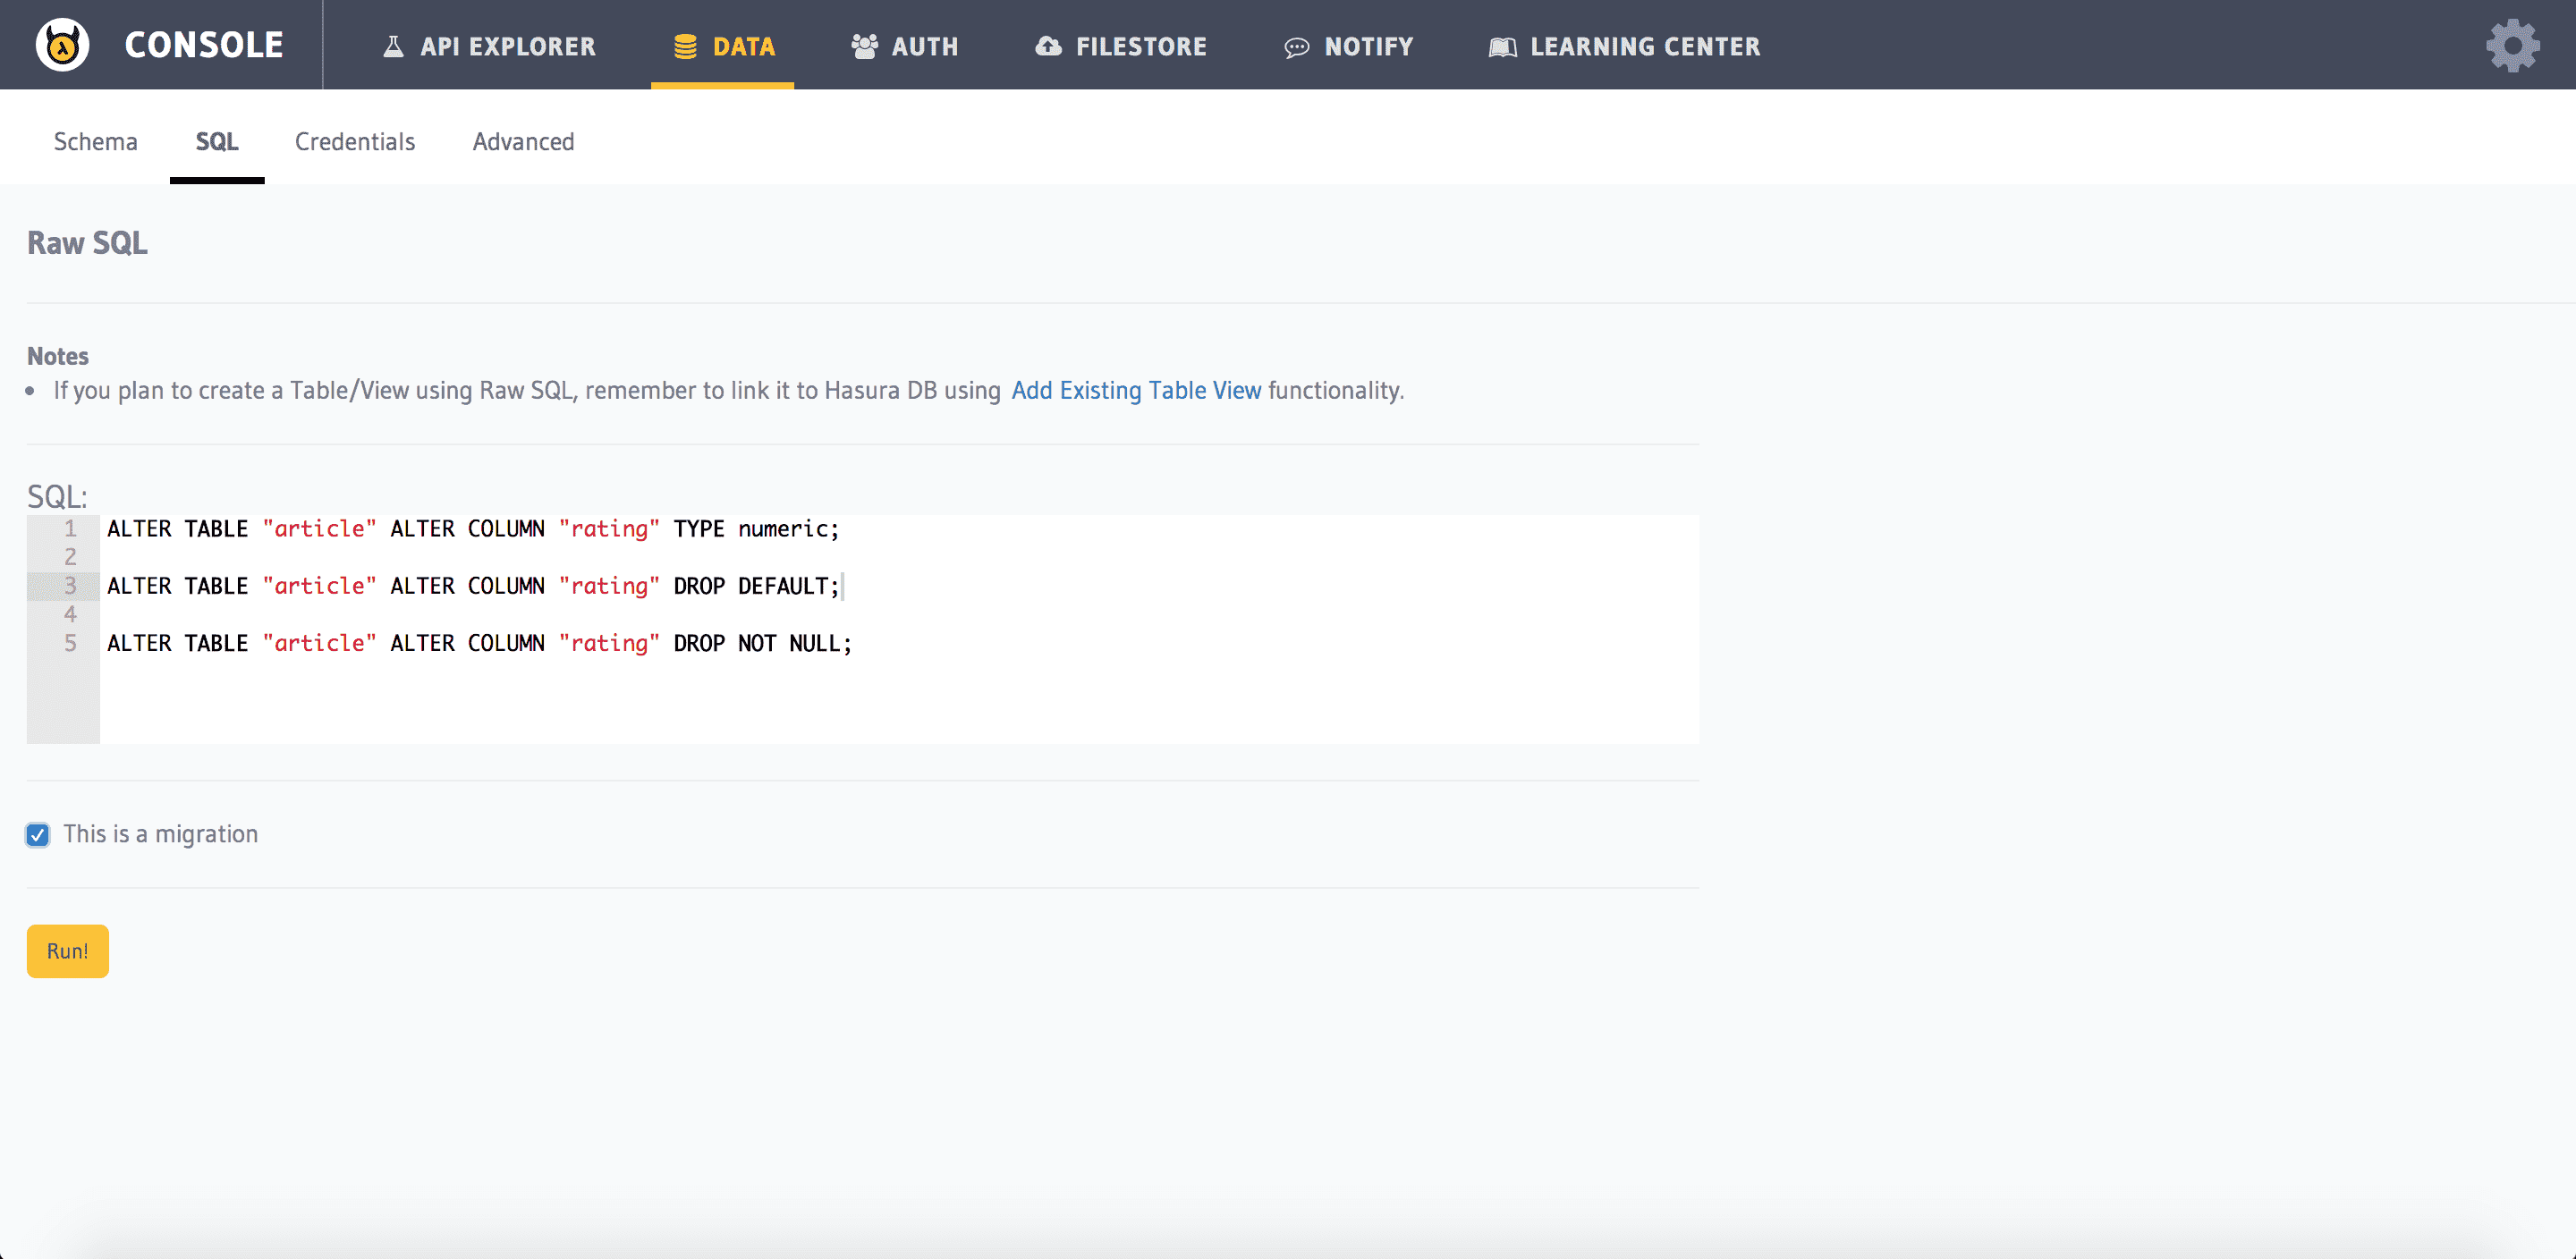 CONSOLE API EXPLORER DATA AUTH FILESTORE NOTIFY LEARNING CENTER
Schema SQL Credentials Advanced
Raw SQL
Notes
• If you plan to create a Table/View using Raw SQL, remember to link it to Hasura DB using Add Existing Table View functionality.
SQL:
1 ALTER TABLE "article" ALTER COLUMN "rating" TYPE numeric;
2
3 ALTER TABLE "article" ALTER COLUMN "rating" DROP DEFAULT;
4
5 ALTER TABLE "article" ALTER COLUMN "rating" DROP NOT NULL;
This is a migration
Run!